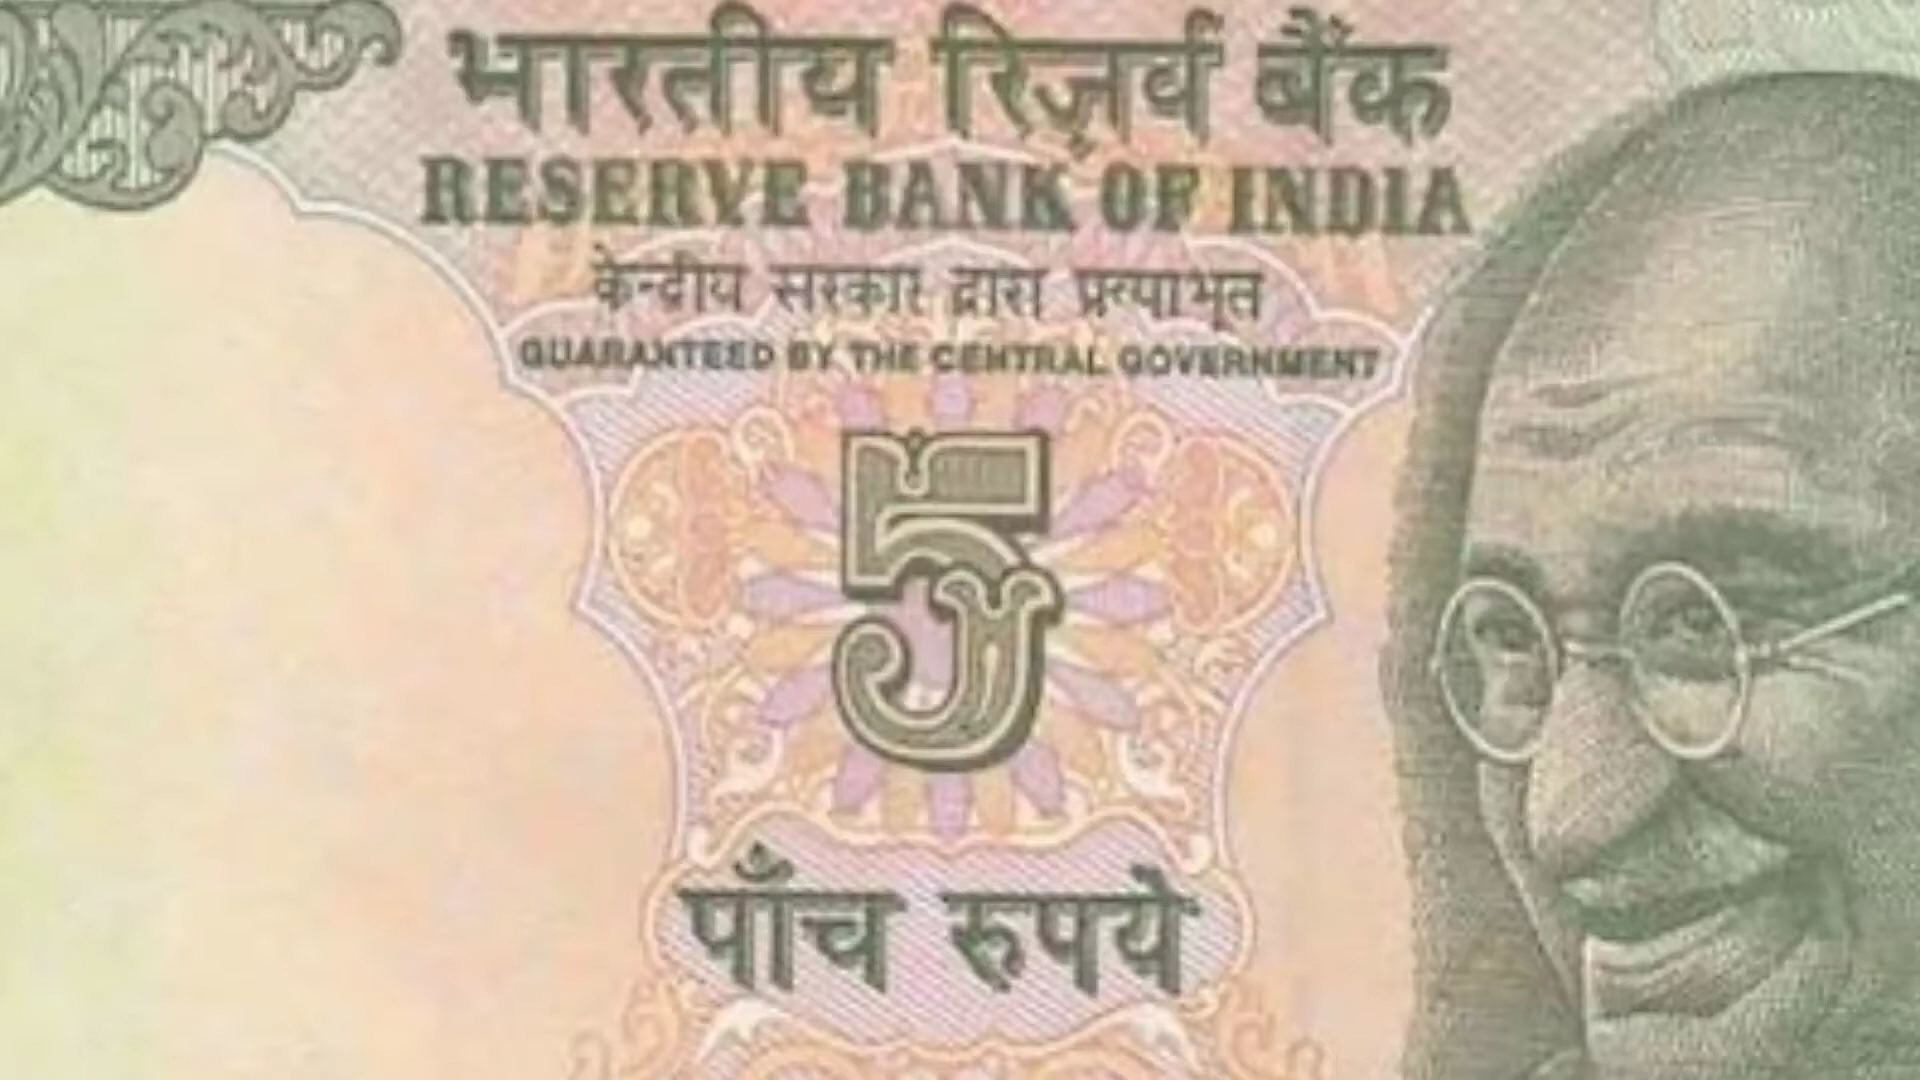 भारतीय रिज़र्व बैंक
RESERVE BANK OF INDIA
केन्द्रीय सरकार द्वारा प्रत्याभूत
GUARANTEED BY THE CENTRAL GOVERNMENT
5
पाँच रुपये